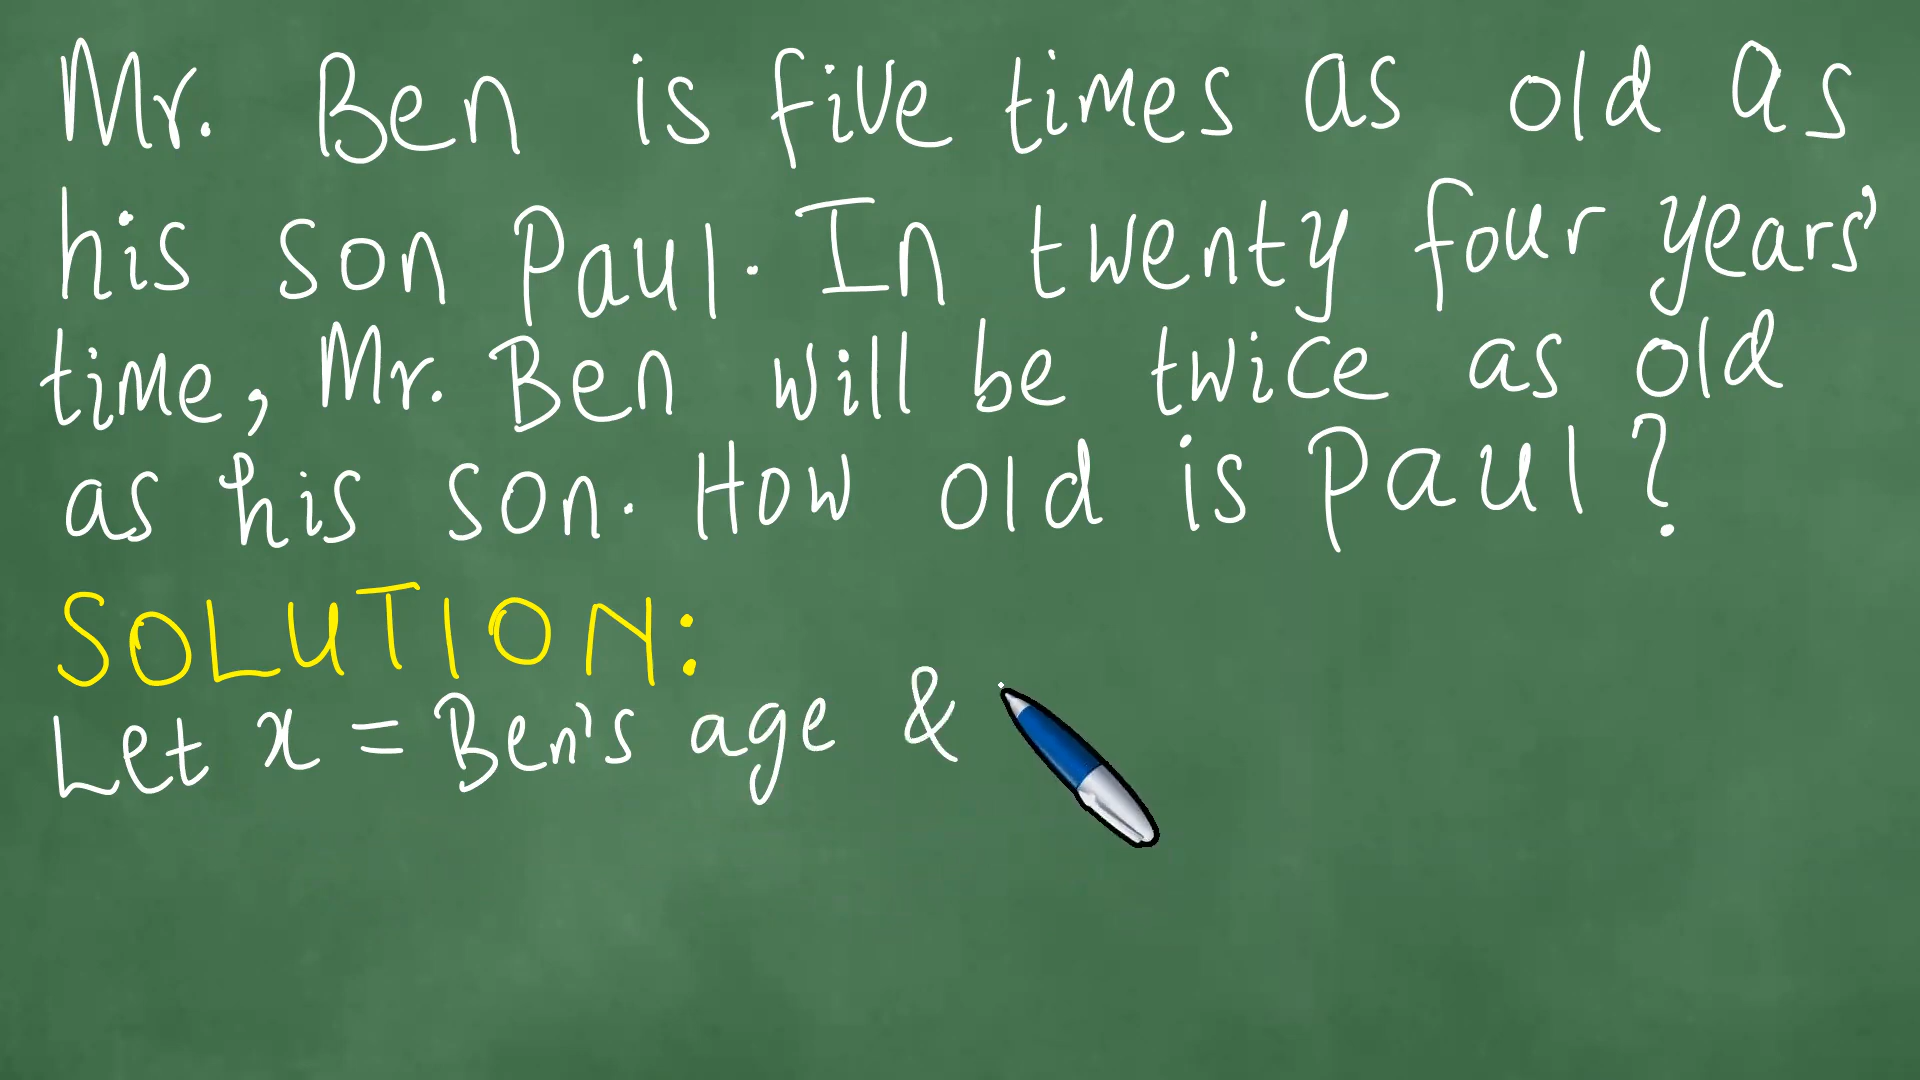 Mr. Ben is five times as old as
his son Paul. In twenty four years'
time, Mr. Ben will be twice as old
as his son. How old is Paul?
SOLUTION:
Let x = Ben's age &